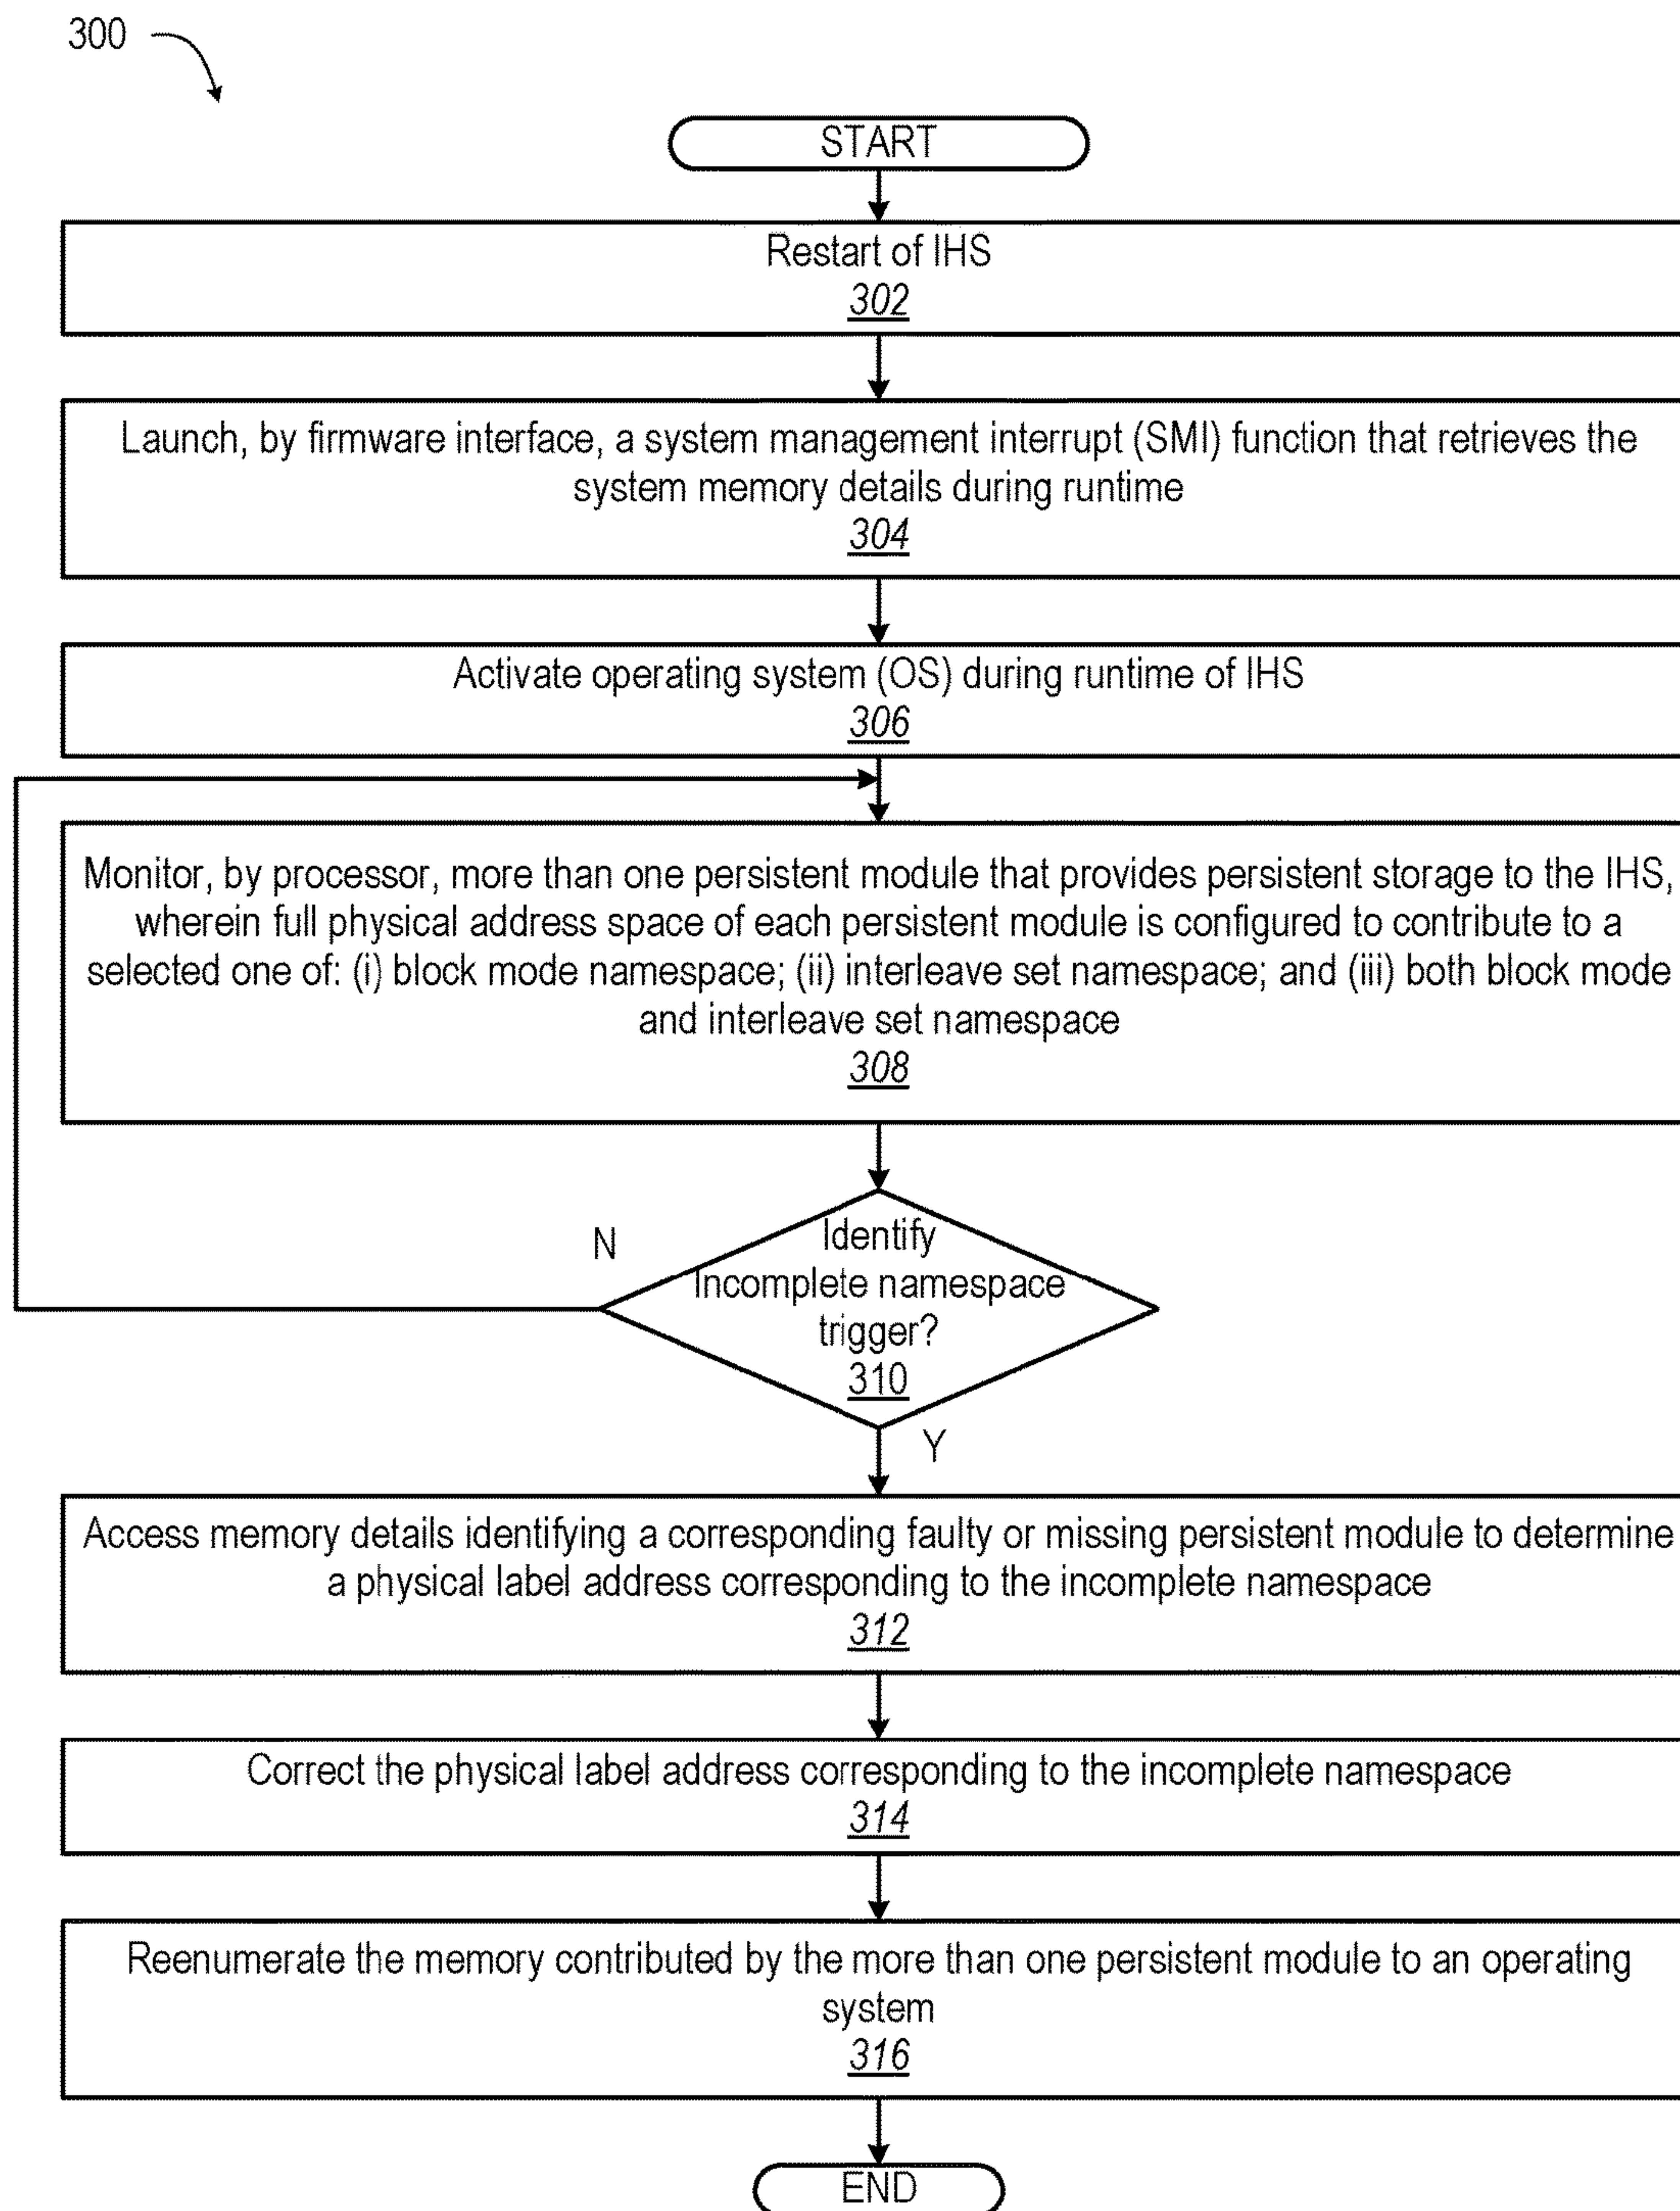 300
START
Restart of IHS
302
Launch, by firmware interface, a system management interrupt (SMI) function that retrieves the
system memory details during runtime
304
Activate operating system (OS) during runtime of IHS
306
Monitor, by processor, more than one persistent module that provides persistent storage to the IHS,
wherein full physical address space of each persistent module is configured to contribute to a
selected one of: (i) block mode namespace; (ii) interleave set namespace; and (iii) both block mode
and interleave set namespace
308
N
Identify
Incomplete namespace
trigger?
310
Y
Access memory details identifying a corresponding faulty or missing persistent module to determine
a physical label address corresponding to the incomplete namespace
312
Correct the physical label address corresponding to the incomplete namespace
314
Reenumerate the memory contributed by the more than one persistent module to an operating
system
316
END